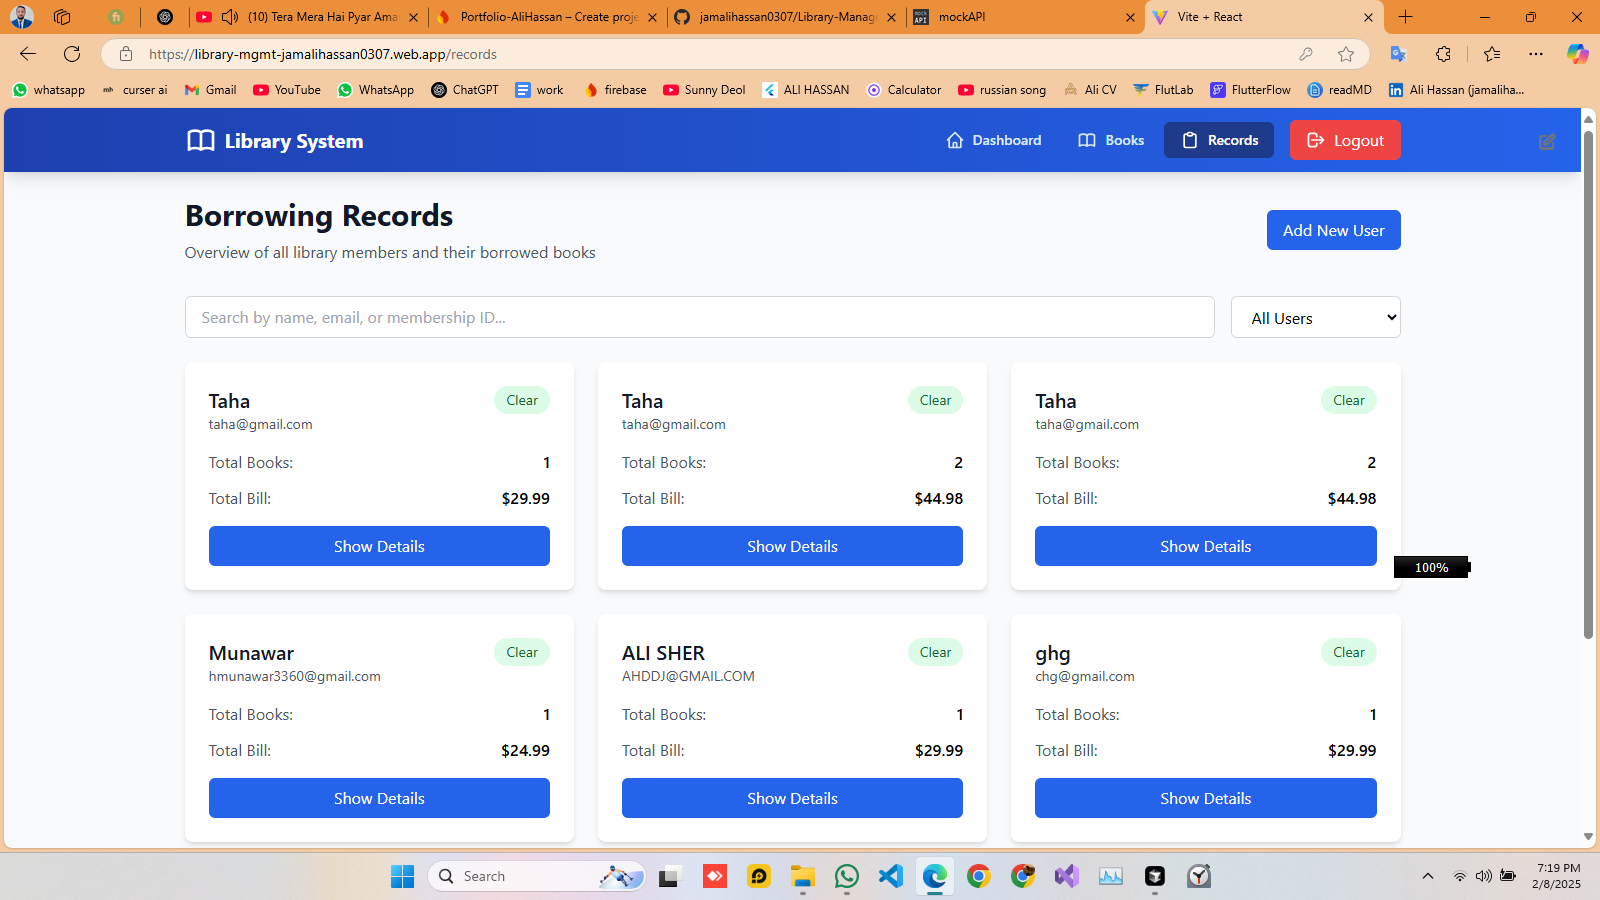 (10) Tera Mera Hai Pyar Ama
Portfolio-AliHassan – Create proje
jamalihassan0307/Library-Manag
mockAPI
Vite + React
https://library-mgmt-jamalihassan0307.web.app/records
whatsapp
curser ai
Gmail
YouTube
WhatsApp
ChatGPT
work
firebase
Sunny Deol
ALI HASSAN
Calculator
russian song
Ali CV
FlutLab
FlutterFlow
readMD
Ali Hassan (jamaliha...
Library System
Dashboard
Books
Records
Logout
Borrowing Records
Overview of all library members and their borrowed books
Add New User
Search by name, email, or membership ID...
All Users
Taha
Clear
taha@gmail.com
Total Books:
1
Total Bill:
$29.99
Show Details
Taha
Clear
taha@gmail.com
Total Books:
2
Total Bill:
$44.98
Show Details
Taha
Clear
taha@gmail.com
Total Books:
2
Total Bill:
$44.98
Show Details
100%
Munawar
Clear
hmunawar3360@gmail.com
Total Books:
1
Total Bill:
$24.99
Show Details
ALI SHER
Clear
AHDDJ@GMAIL.COM
Total Books:
1
Total Bill:
$29.99
Show Details
ghg
Clear
chg@gmail.com
Total Books:
1
Total Bill:
$29.99
Show Details
Search
7:19 PM
2/8/2025